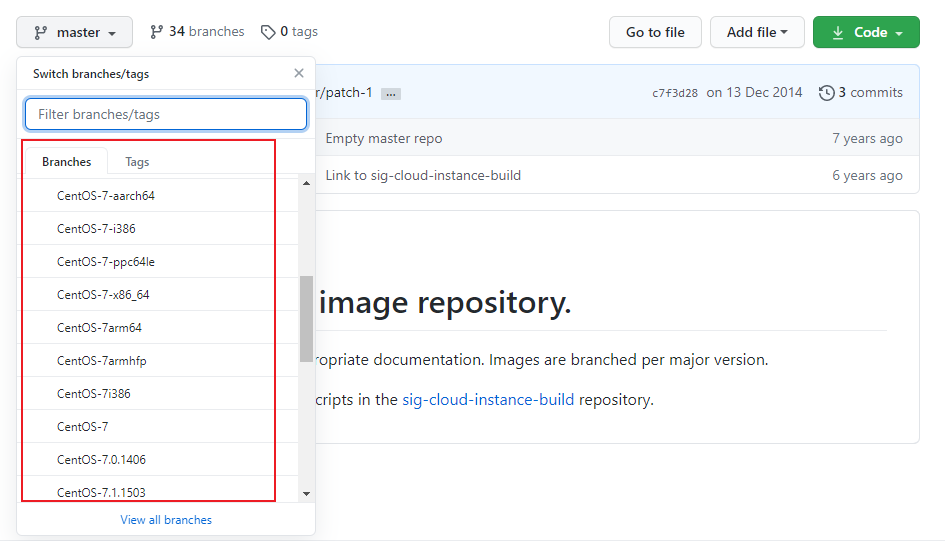 master 34 branches 0 tags Go to file Add file Code
Switch branches/tags
r/patch-1 ... c7f3d28 on 13 Dec 2014 3 commits
Filter branches/tags
Empty master repo 7 years ago
Branches Tags
Link to sig-cloud-instance-build 6 years ago
CentOS-7-aarch64
CentOS-7-i386
CentOS-7-ppc64le
CentOS-7-x86_64
CentOS-7arm64
CentOS-7armhfp
CentOS-7i386
CentOS-7
CentOS-7.0.1406
CentOS-7.1.1503
View all branches
image repository.
ropriate documentation. Images are branched per major version.
cripts in the sig-cloud-instance-build repository.